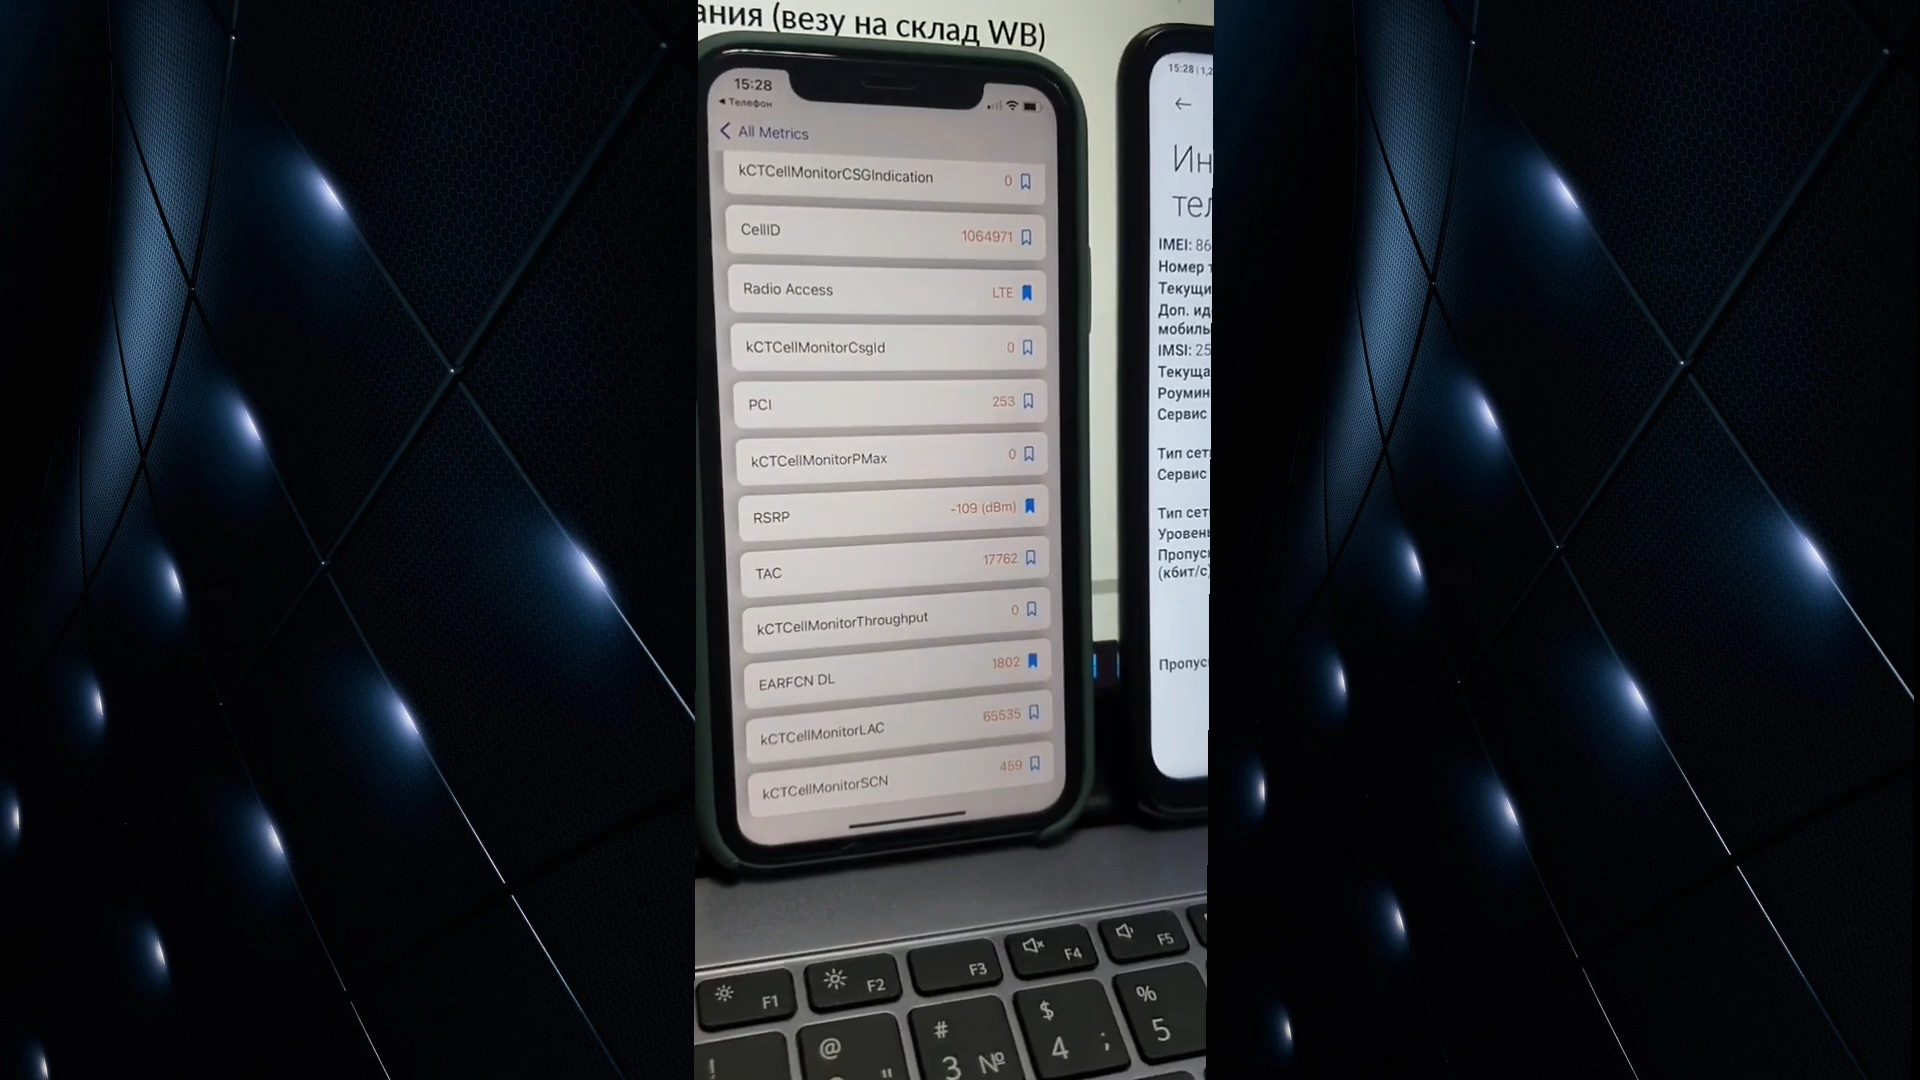 ания (везу на склад WB)
15:28
Телефон
All Metrics
kCTCellMonitorCSGIndication 0
CellID 1064971
Radio Access LTE
kCTCellMonitorCsgId 0
PCI 253
kCTCellMonitorPMax 0
RSRP -109 (dBm)
TAC 17762
kCTCellMonitorThroughput 0
EARFCN DL 1802
kCTCellMonitorLAC 65535
kCTCellMonitorSCN 459
15:28 | 1,2
Ин
тел
IMEI: 86
Номер т
Текущи
Доп. ид
мобиль
IMSI: 25
Текуща
Роумин
Сервис
Тип сет
Сервис
Тип сет
Уровень
Пропус
(кбит/с)
Пропус
F1
F2
F3
F4
F5
!
@
"
#
3 №
$
4 ;
%
5